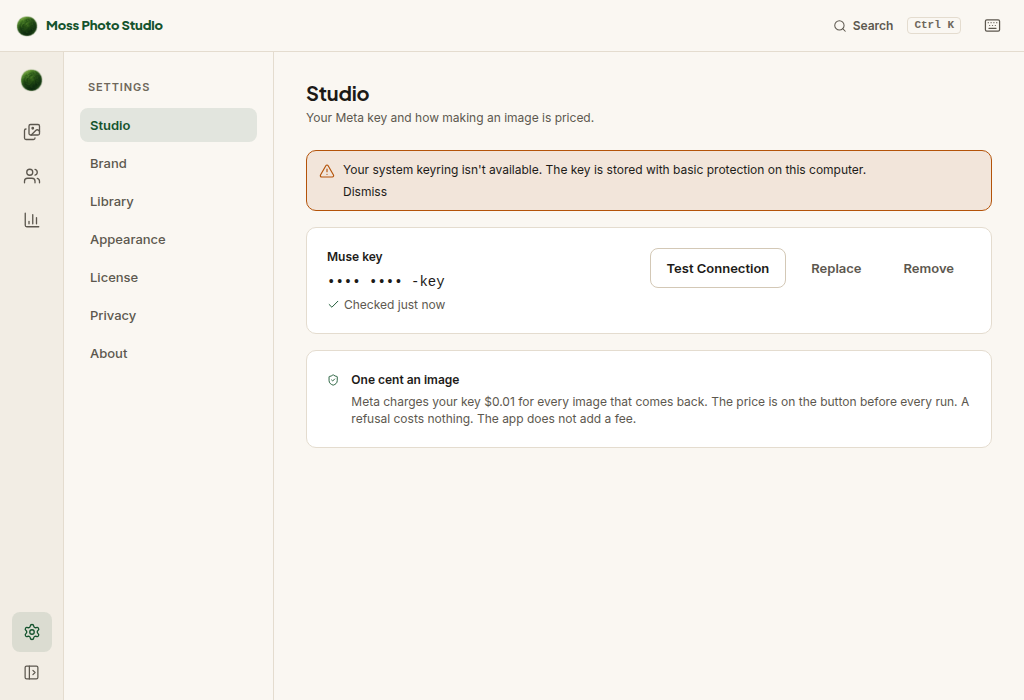 Moss Photo Studio
Search
Ctrl K
SETTINGS
Studio
Brand
Library
Appearance
License
Privacy
About
Studio
Your Meta key and how making an image is priced.
Your system keyring isn't available. The key is stored with basic protection on this computer.
Dismiss
Muse key
•••• •••• -key
Checked just now
Test Connection
Replace
Remove
One cent an image
Meta charges your key $0.01 for every image that comes back. The price is on the button before every run. A
refusal costs nothing. The app does not add a fee.